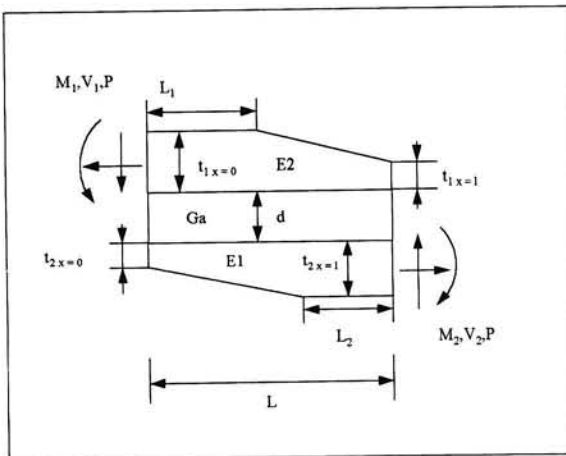 M₁,V₁,P
L₁
t₁ ₓ ₌ ₀
E2
t₁ ₓ ₌ ₁
Ga
d
t₂ ₓ ₌ ₀
E1
t₂ ₓ ₌ ₁
L₂
M₂,V₂,P
L